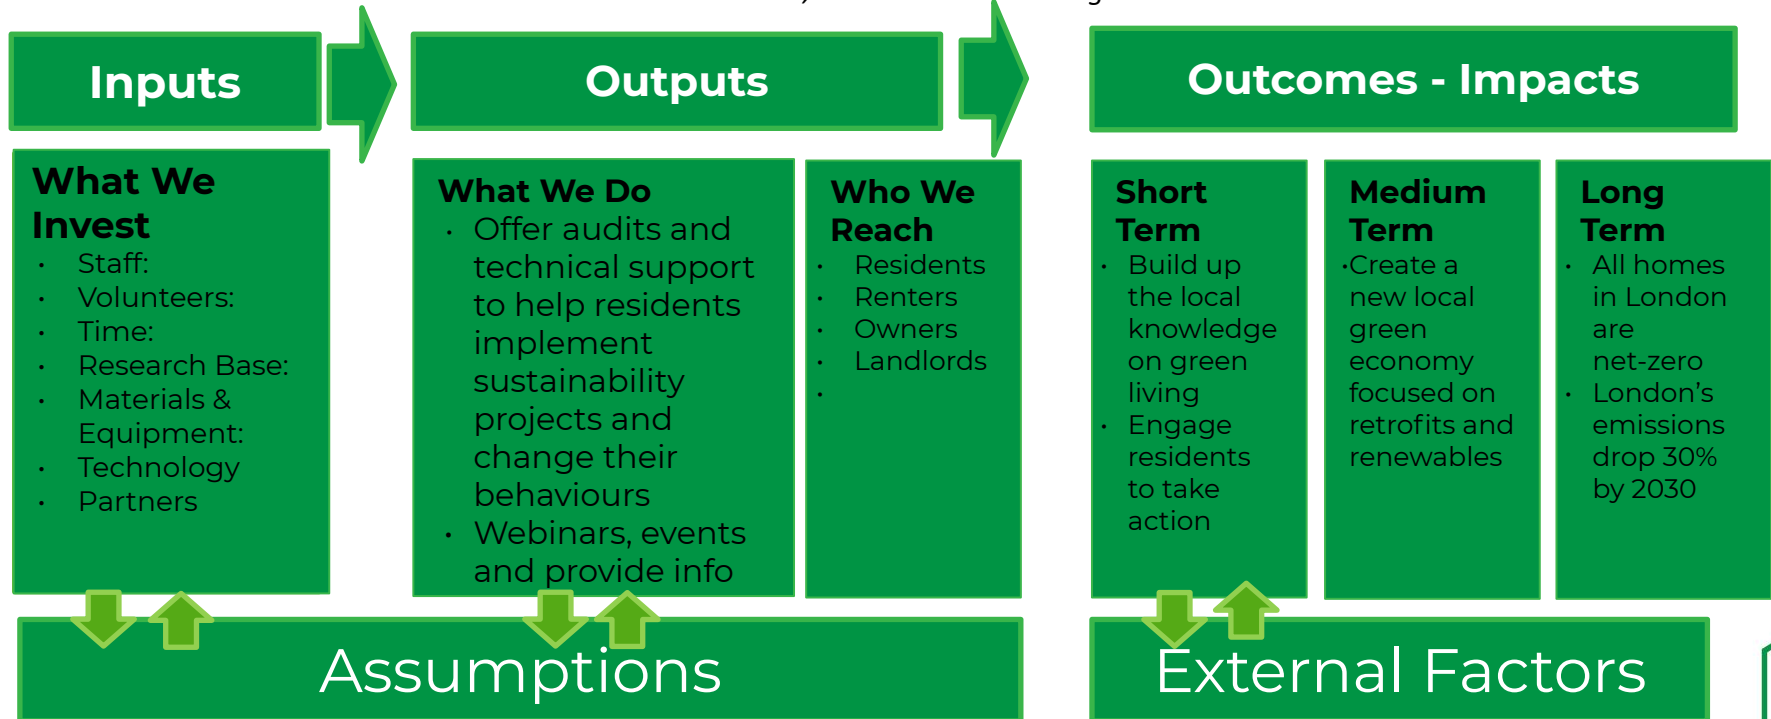 Inputs
Outputs
Outcomes - Impacts
What We
Invest
· Staff:
· Volunteers:
· Time:
· Research Base:
· Materials &
Equipment:
· Technology
· Partners
What We Do
· Offer audits and
technical support
to help residents
implement
sustainability
projects and
change their
behaviours
· Webinars, events
and provide info
Who We
Reach
· Residents
· Renters
· Owners
· Landlords
·
Short
Term
· Build up
the local
knowledge
on green
living
· Engage
residents
to take
action
Medium
Term
·Create a
new local
green
economy
focused on
retrofits and
renewables
Long
Term
· All homes
in London
are
net-zero
· London’s
emissions
drop 30%
by 2030
Assumptions
External Factors